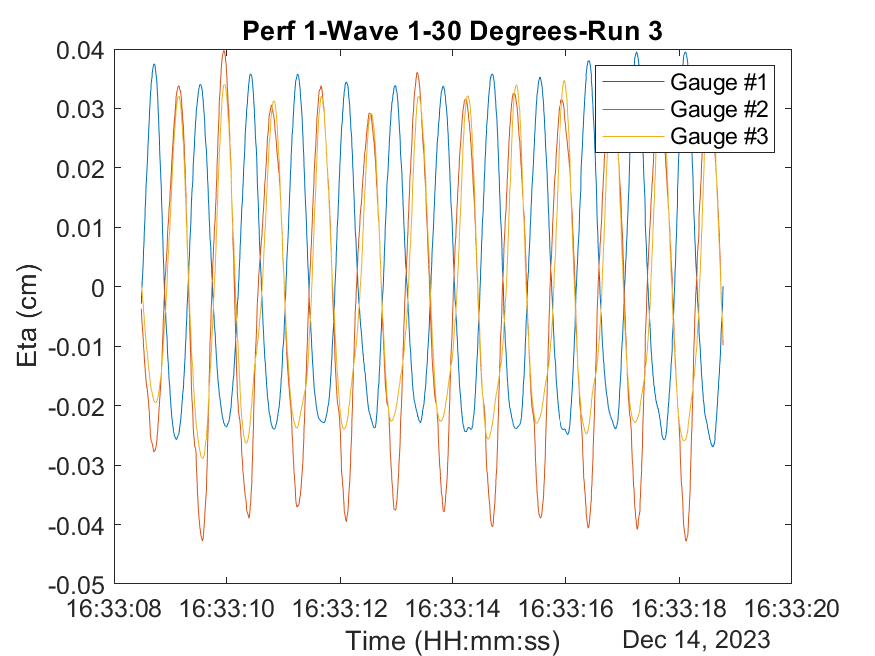 Perf 1-Wave 1-30 Degrees-Run 3
0.04
0.03
0.02
0.01
0
-0.01
-0.02
-0.03
-0.04
-0.05
Eta (cm)
Gauge #1
Gauge #2
Gauge #3
16:33:08 16:33:10 16:33:12 16:33:14 16:33:16 16:33:18 16:33:20
Time (HH:mm:ss)
Dec 14, 2023